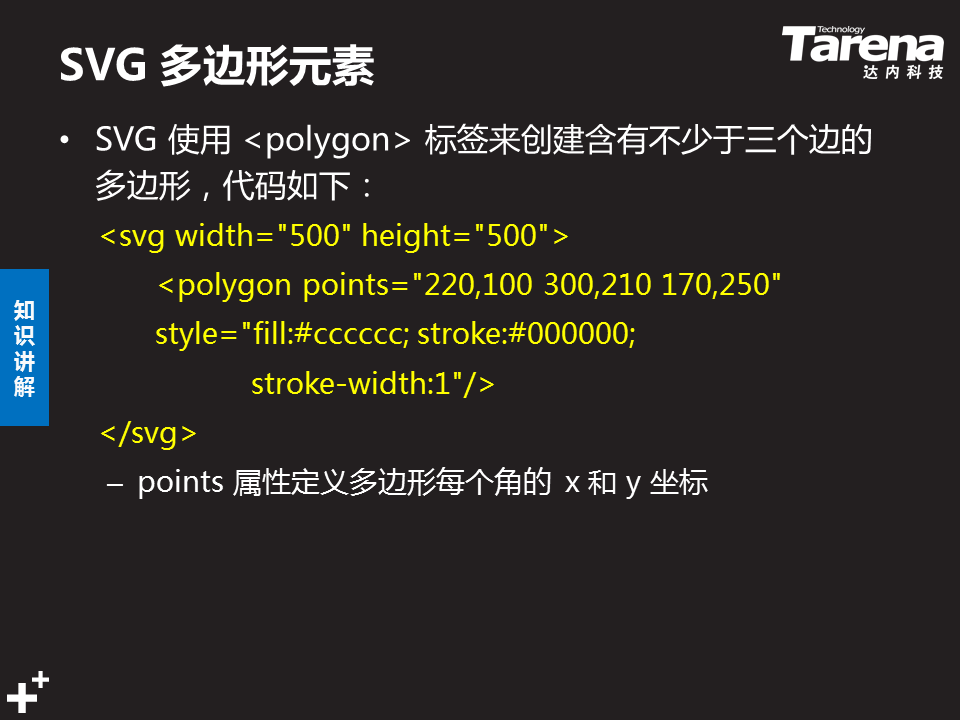 SVG 多边形元素
Technology
Tarena
达内科技
• SVG 使用 <polygon> 标签来创建含有不少于三个边的
多边形，代码如下：
<svg width="500" height="500">
<polygon points="220,100 300,210 170,250"
style="fill:#cccccc; stroke:#000000;
stroke-width:1"/>
</svg>
– points 属性定义多边形每个角的 x 和 y 坐标
知
识
讲
解